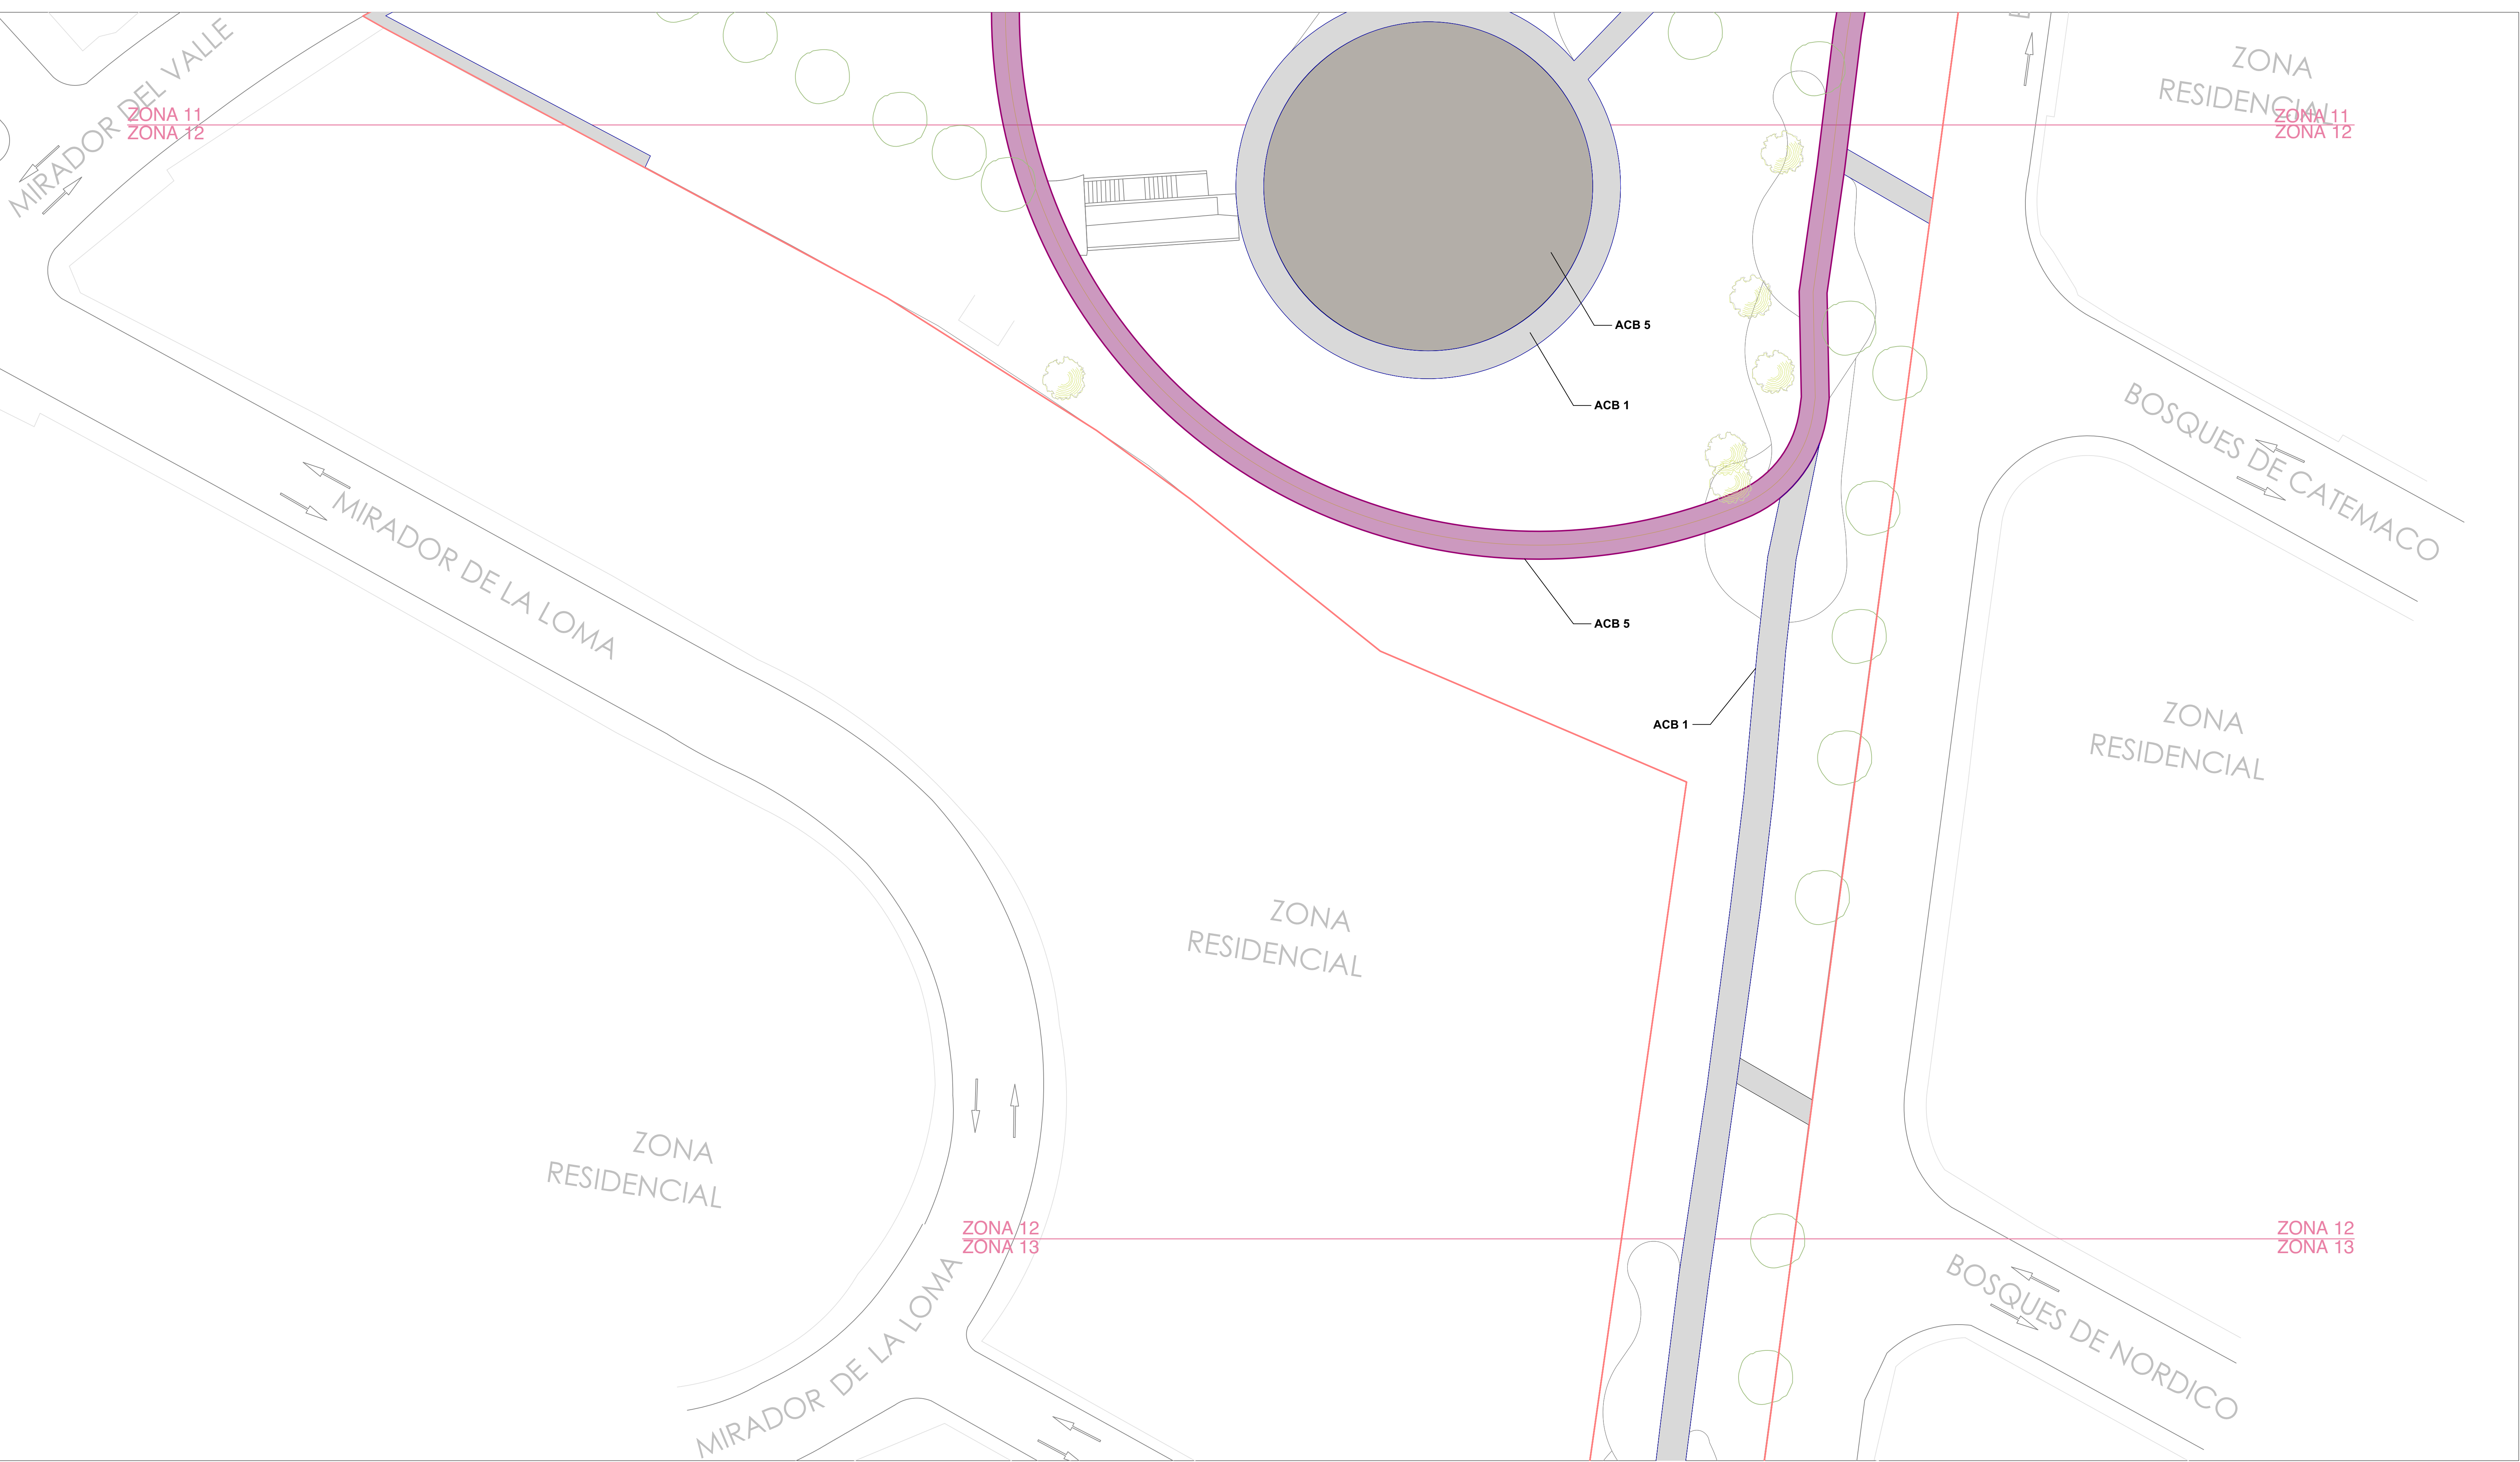 MIRADOR DEL VALLE
ZONA
RESIDENCIAL
ZONA 11
ZONA 12
ZONA 11
ZONA 12
ACB 5
ACB 1
BOSQUES DE CATEMACO
MIRADOR DE LA LOMA
ACB 5
ACB 1
ZONA
RESIDENCIAL
ZONA
RESIDENCIAL
ZONA
RESIDENCIAL
ZONA 12
ZONA 13
ZONA 12
ZONA 13
MIRADOR DE LA LOMA
BOSQUES DE NORDICO